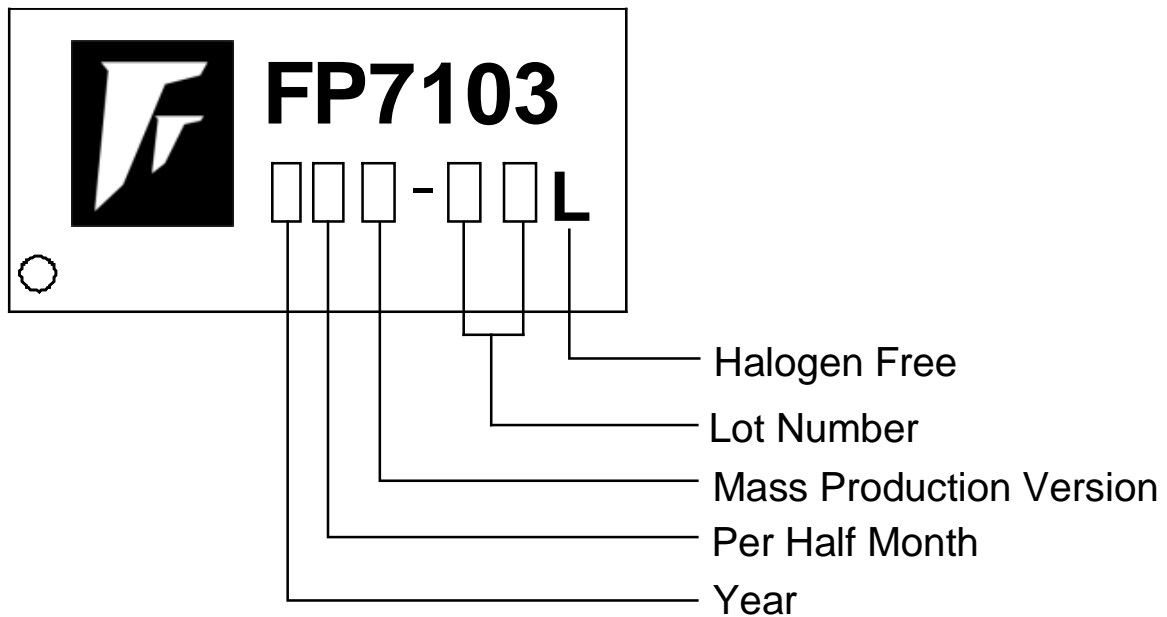 FP7103
▯▯▯-▯▯L
Halogen Free
Lot Number
Mass Production Version
Per Half Month
Year